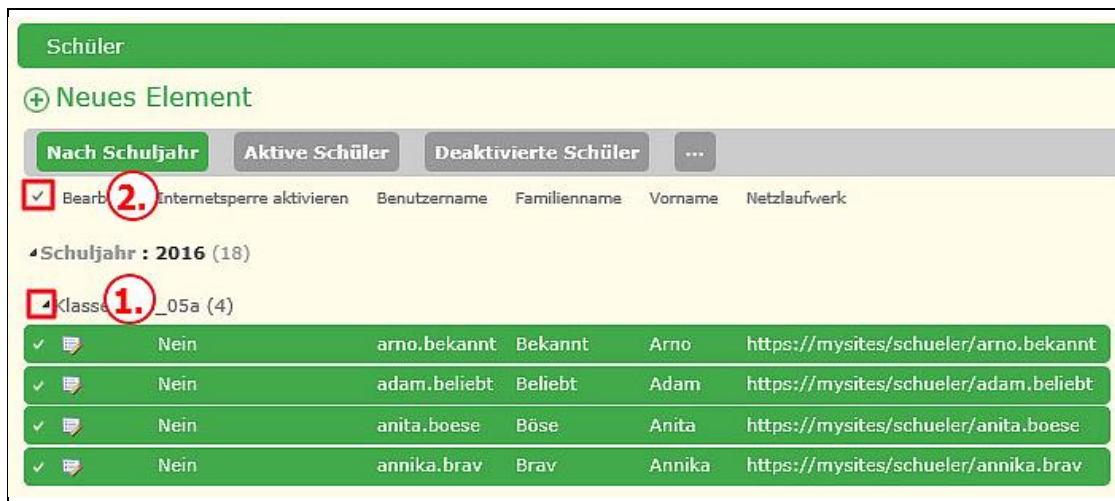 Schüler
Neues Element
Nach Schuljahr Aktive Schüler Deaktivierte Schüler ...
2. Internetsperre aktivieren Benutzername Familienname Vorname Netzlaufwerk
Schuljahr : 2016 (18)
1. _05a (4)
Nein arno.bekannt Bekannt Arno https://mysites/schueler/arno.bekannt
Nein adam.beliebt Beliebt Adam https://mysites/schueler/adam.beliebt
Nein anita.boese Böse Anita https://mysites/schueler/anita.boese
Nein annika.brav Brav Annika https://mysites/schueler/annika.brav